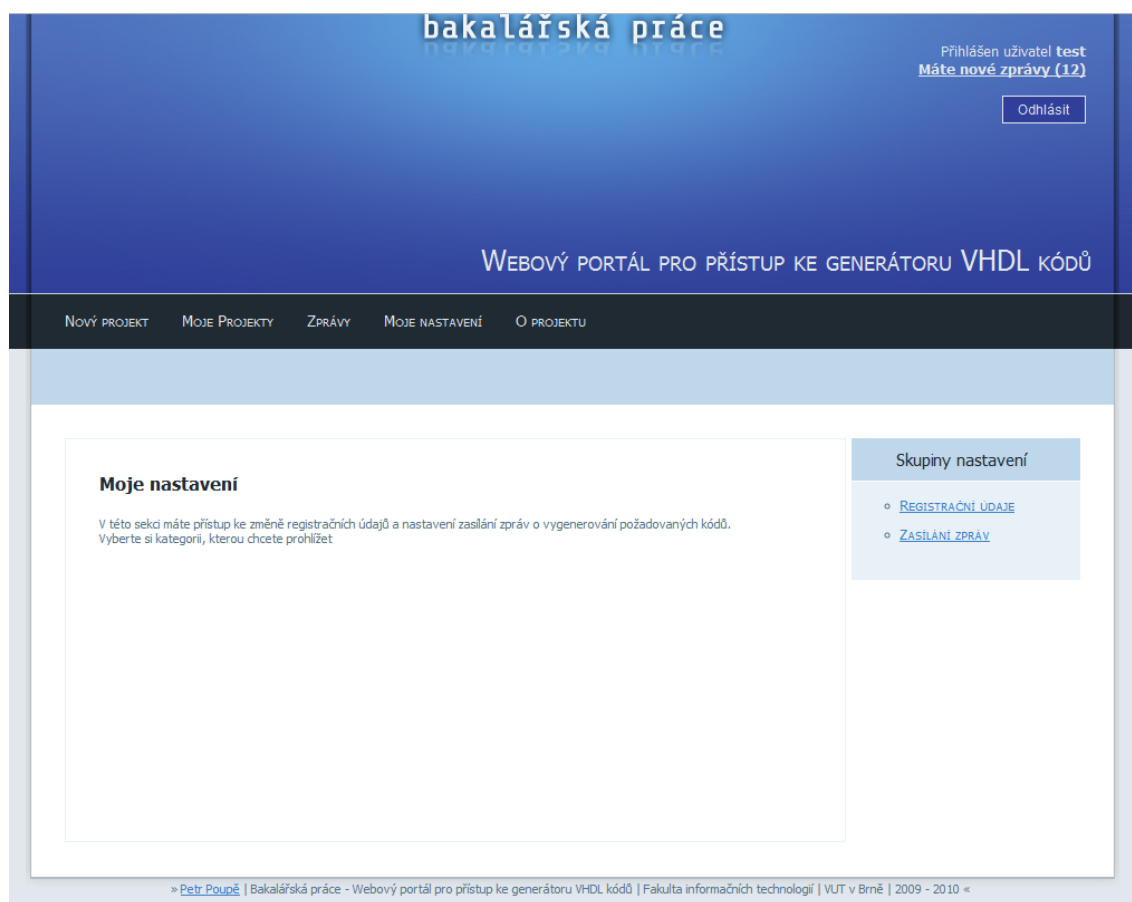 bakalářská práce
Přihlášen uživatel test
Máte nové zprávy (12)
Odhlásit
Webový portál pro přístup ke generátoru VHDL kódů
Nový projekt Moje Projekty Zprávy Moje nastavení O projektu
Skupiny nastavení
Moje nastavení
Registrační údaje
V této sekci máte přístup ke změně registračních údajů a nastavení zasílání zpráv o vygenerování požadovaných kódů.
Vyberte si kategorii, kterou chcete prohlížet
Zasílání zpráv
» Petr Poupě | Bakalářská práce - Webový portál pro přístup ke generátoru VHDL kódů | Fakulta informačních technologií | VUT v Brně | 2009 - 2010 «